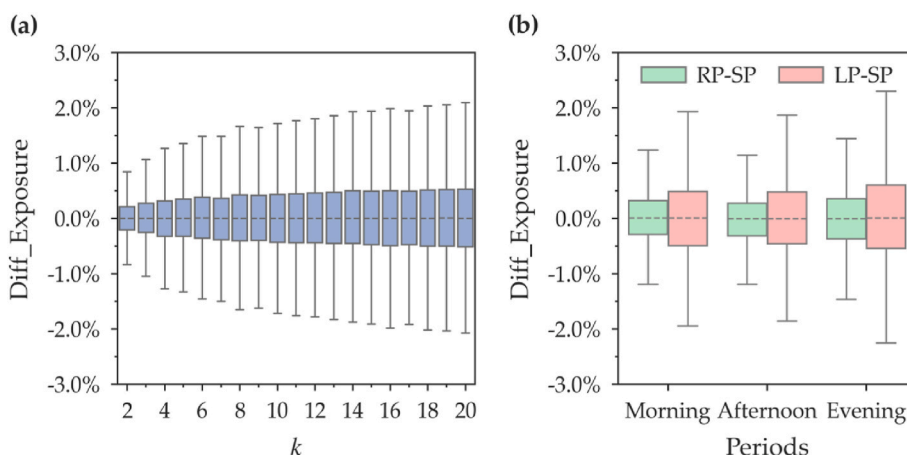 (a)
3.0%
2.0%
1.0%
0.0%
-1.0%
-2.0%
-3.0%
Diff_Exposure
2 4 6 8 10 12 14 16 18 20
k
(b)
3.0%
2.0%
1.0%
0.0%
-1.0%
-2.0%
-3.0%
Diff_Exposure
RP-SP LP-SP
Morning Afternoon Evening
Periods